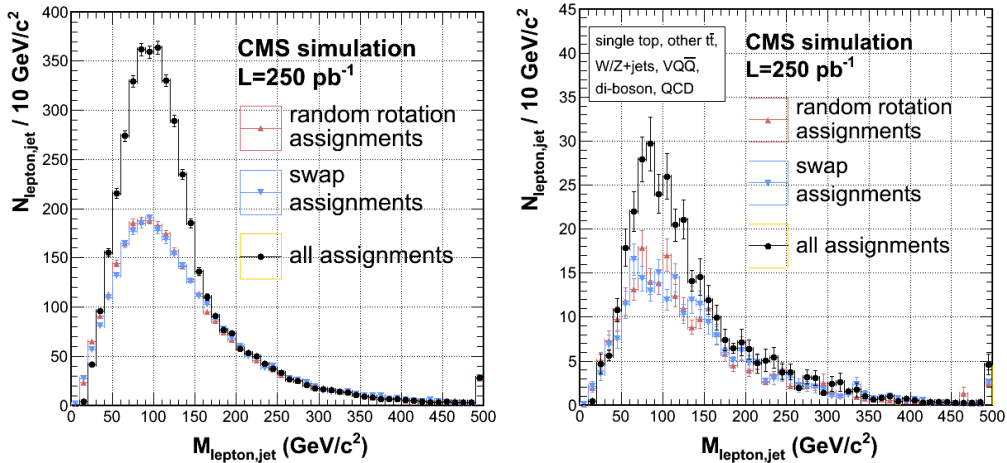 N_lepton,jet / 10 GeV/c²
400
350
300
250
200
150
100
50
0
CMS simulation
L=250 pb⁻¹
random rotation
assignments
swap
assignments
all assignments
0 50 100 150 200 250 300 350 400 450 500
M_lepton,jet (GeV/c²)
N_lepton,jet / 10 GeV/c²
45
40
35
30
25
20
15
10
5
0
single top, other tt̄,
W/Z+jets, VQQ̄,
di-boson, QCD
CMS simulation
L=250 pb⁻¹
random rotation
assignments
swap
assignments
all assignments
0 50 100 150 200 250 300 350 400 450 500
M_lepton,jet (GeV/c²)